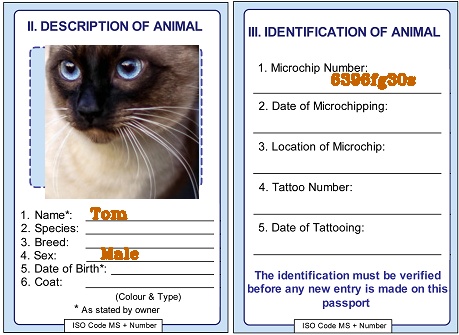 II. DESCRIPTION OF ANIMAL
1. Name*: Tom
2. Species:
3. Breed:
4. Sex: Male
5. Date of Birth*:
6. Coat:
(Colour & Type)
* As stated by owner
ISO Code MS + Number
III. IDENTIFICATION OF ANIMAL
1. Microchip Number:
6396fg30s
2. Date of Microchipping:
3. Location of Microchip:
4. Tattoo Number:
5. Date of Tattooing:
The identification must be verified
before any new entry is made on this
passport
ISO Code MS + Number